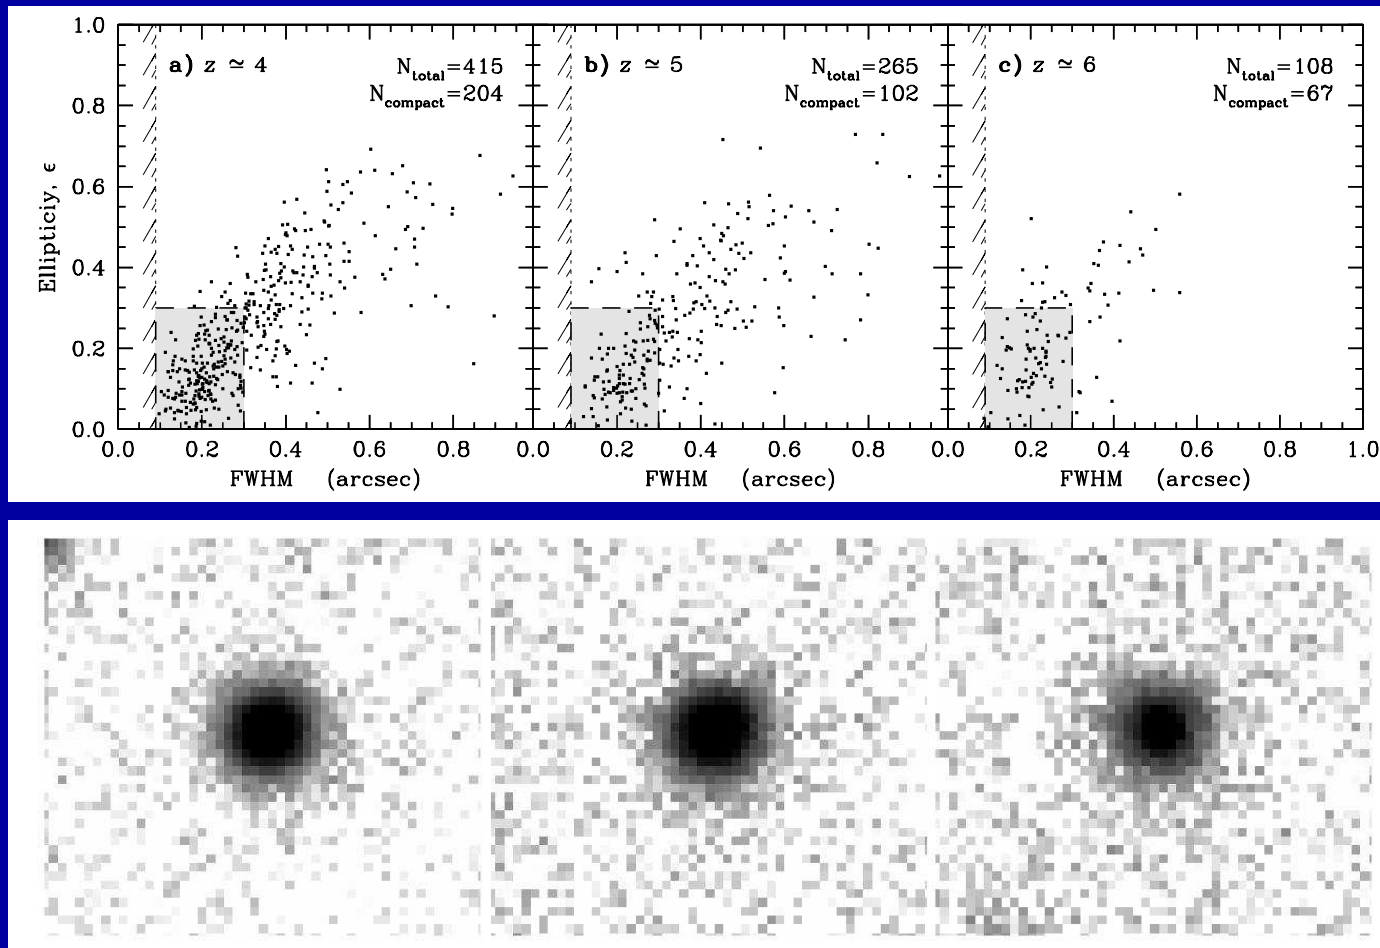 a) z ≃ 4
N_total=415
N_compact=204
b) z ≃ 5
N_total=265
N_compact=102
c) z ≃ 6
N_total=108
N_compact=67
1.0
0.8
0.6
0.4
0.2
0.0
Ellipticiy, ϵ
0.0 0.2 0.4 0.6 0.8 0.0 0.2 0.4 0.6 0.8 0.0 0.2 0.4 0.6 0.8 1.0
FWHM (arcsec) FWHM (arcsec) FWHM (arcsec)